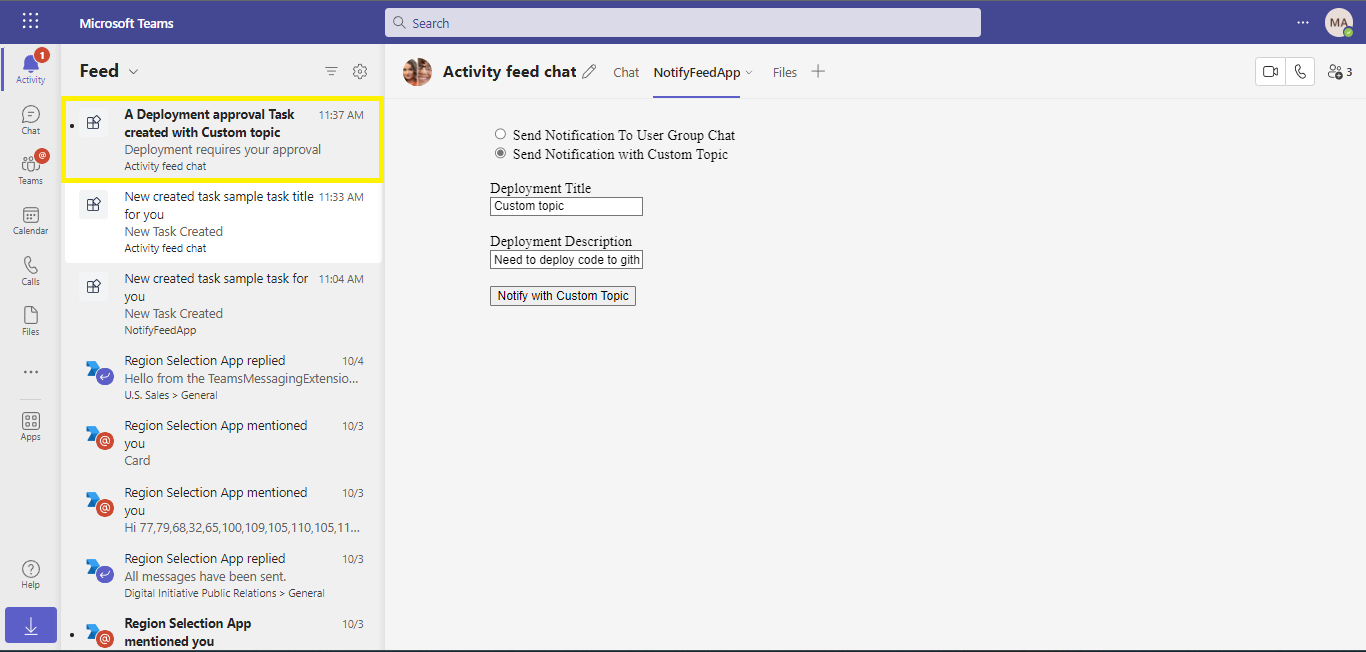 Microsoft Teams
Search
MA
1
Activity
Chat
@
Teams
Calendar
Calls
Files
Apps
Help
Feed
A Deployment approval Task
created with Custom topic
11:37 AM
Deployment requires your approval
Activity feed chat
New created task sample task title
for you
11:33 AM
New Task Created
Activity feed chat
New created task sample task for
you
11:04 AM
New Task Created
NotifyFeedApp
Region Selection App replied
10/4
Hello from the TeamsMessagingExtensio...
U.S. Sales > General
@
Region Selection App mentioned
you
10/3
Card
@
Region Selection App mentioned
you
10/3
Hi 77,79,68,32,65,100,109,105,110,105,11...
Region Selection App replied
10/3
All messages have been sent.
Digital Initiative Public Relations > General
@
Region Selection App
mentioned you
10/3
Activity feed chat
Chat
NotifyFeedApp
Files
3
Send Notification To User Group Chat
Send Notification with Custom Topic
Deployment Title
Custom topic
Deployment Description
Need to deploy code to gith
Notify with Custom Topic